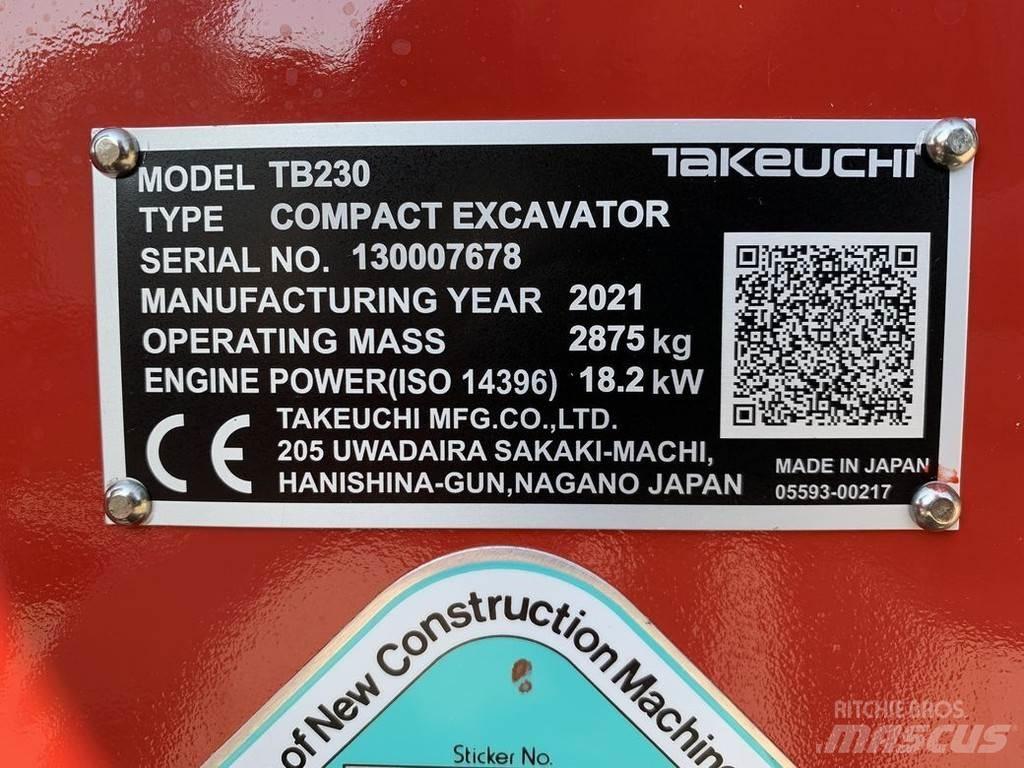 TAKEUCHI
MODEL TB230
TYPE COMPACT EXCAVATOR
SERIAL NO. 130007678
MANUFACTURING YEAR 2021
OPERATING MASS 2875 kg
ENGINE POWER(ISO 14396) 18.2 kW
CE
TAKEUCHI MFG.CO.,LTD.
205 UWADAIRA SAKAKI-MACHI,
HANISHINA-GUN,NAGANO JAPAN
MADE IN JAPAN
05593-00217
of New Construction Machine
Sticker No.
RITCHIE BROS.
mascus